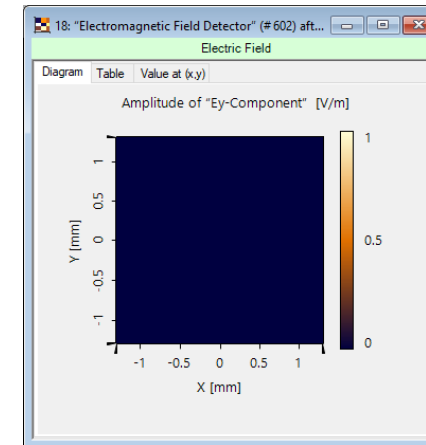 18: "Electromagnetic Field Detector" (# 602) aft...
Electric Field
Diagram Table Value at (x,y)
Amplitude of "Ey-Component" [V/m]
1
0.5
0
Y [mm]
1
0.5
0
-0.5
-1
-1 -0.5 0 0.5 1
X [mm]